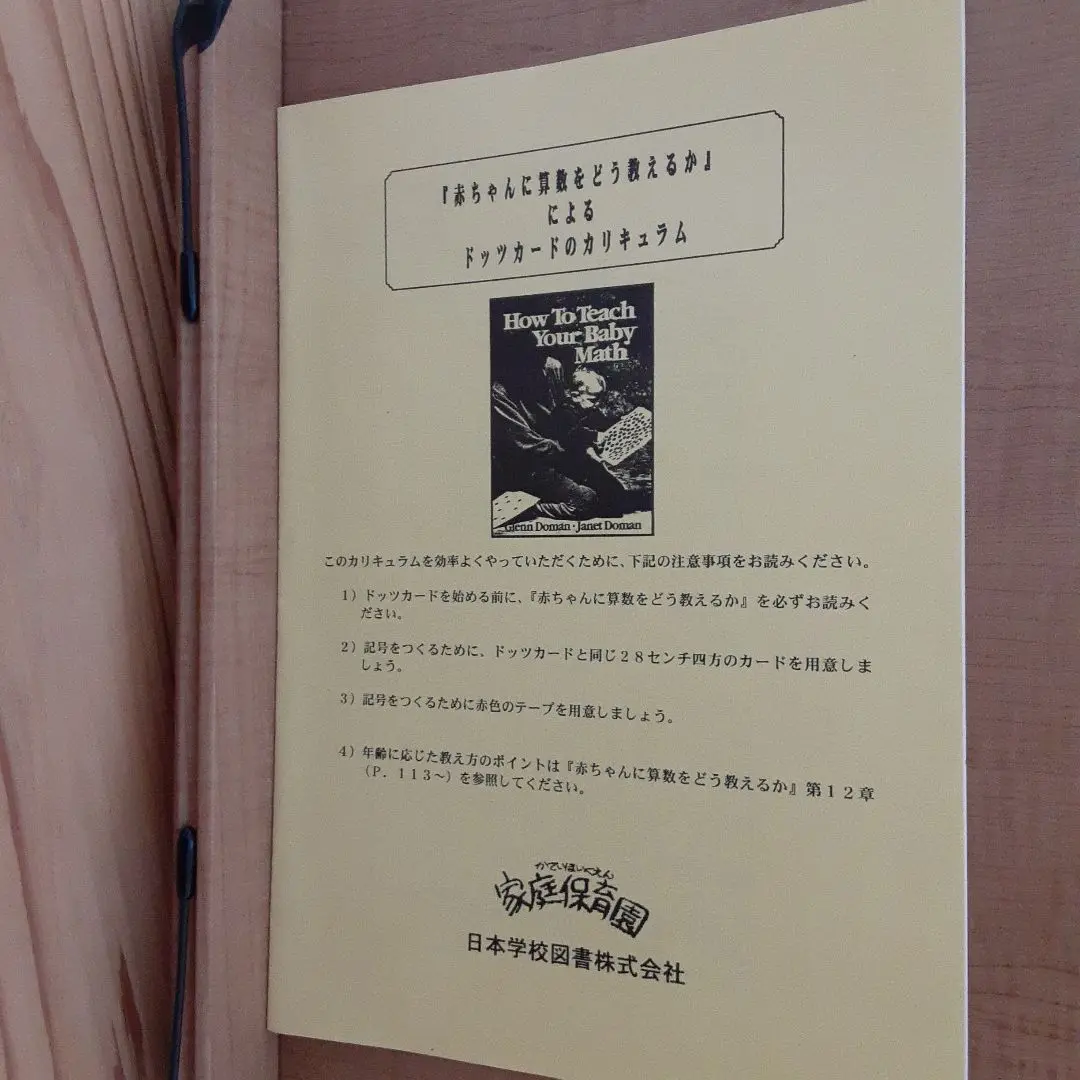 『赤ちゃんに算数をどう教えるか』
による
ドッツカードのカリキュラム
How To Teach
Your Baby
Math
Glenn Doman · Janet Doman
このカリキュラムを効率よくやっていただくために、下記の注意事項をお読みください。
1）ドッツカードを始める前に、『赤ちゃんに算数をどう教えるか』を必ずお読みく
ださい。
2）記号をつくるために、ドッツカードと同じ28センチ四方のカードを用意しま
しょう。
3）記号をつくるために赤色のテープを用意しましょう。
4）年齢に応じた教え方のポイントは『赤ちゃんに算数をどう教えるか』第12章
（P. 113〜）を参照してください。
かていほいくえん
家庭保育園
日本学校図書株式会社